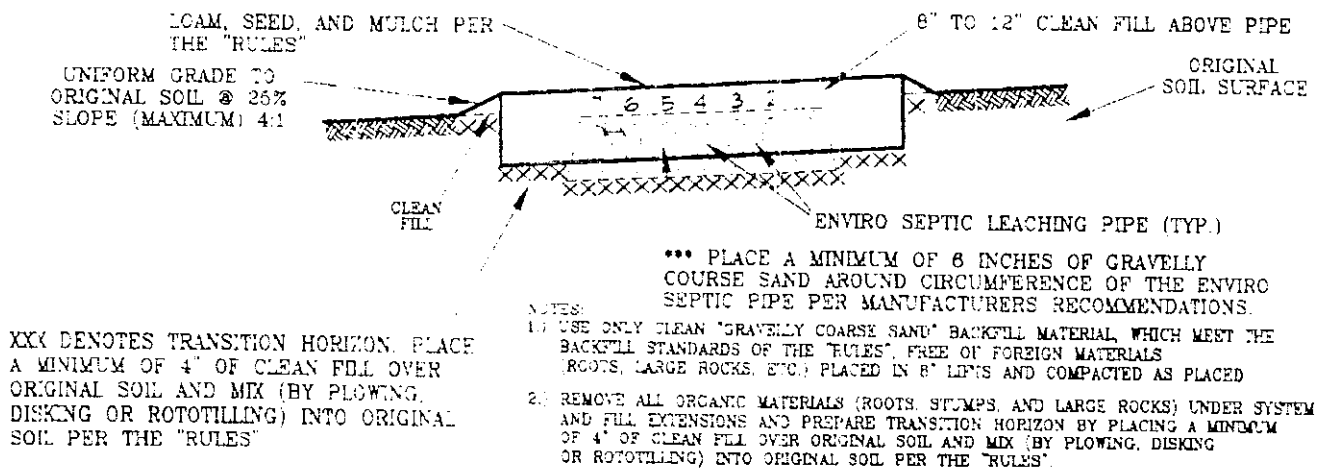 LOAM, SEED, AND MULCH PER
THE "RULES"
8" TO 12" CLEAN FILL ABOVE PIPE
UNIFORM GRADE TO
ORIGINAL SOIL @ 25%
SLOPE (MAXIMUM) 4:1
ORIGINAL
SOIL SURFACE
6 5 4 3 2
CLEAN
FILL
ENVIRO SEPTIC LEACHING PIPE (TYP.)
*** PLACE A MINIMUM OF 6 INCHES OF GRAVELLY
COURSE SAND AROUND CIRCUMFERENCE OF THE ENVIRO
SEPTIC PIPE PER MANUFACTURERS RECOMMENDATIONS.
XXX DENOTES TRANSITION HORIZON. PLACE
A MINIMUM OF 4" OF CLEAN FILL OVER
ORIGINAL SOIL AND MIX (BY PLOWING,
DISKING OR ROTOTILLING) INTO ORIGINAL
SOIL PER THE "RULES"
NOTES:
1.) USE ONLY CLEAN "GRAVELLY COARSE SAND" BACKFILL MATERIAL, WHICH MEET THE
BACKFILL STANDARDS OF THE "RULES", FREE OF FOREIGN MATERIALS
(ROOTS, LARGE ROCKS, ETC.) PLACED IN 8" LIFTS AND COMPACTED AS PLACED
2.) REMOVE ALL ORGANIC MATERIALS (ROOTS, STUMPS, AND LARGE ROCKS) UNDER SYSTEM
AND FILL EXTENSIONS AND PREPARE TRANSITION HORIZON BY PLACING A MINIMUM
OF 4" OF CLEAN FILL OVER ORIGINAL SOIL AND MIX (BY PLOWING, DISKING
OR ROTOTILLING) INTO ORIGINAL SOIL PER THE "RULES".